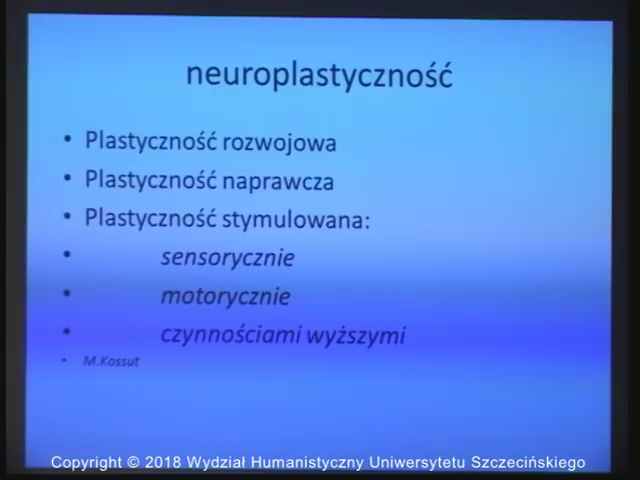 neuroplastyczność
• Plastyczność rozwojowa
• Plastyczność naprawcza
• Plastyczność stymulowana:
• sensorycznie
• motorycznie
• czynnościami wyższymi
• M.Kossut
Copyright © 2018 Wydział Humanistyczny Uniwersytetu Szczecińskiego